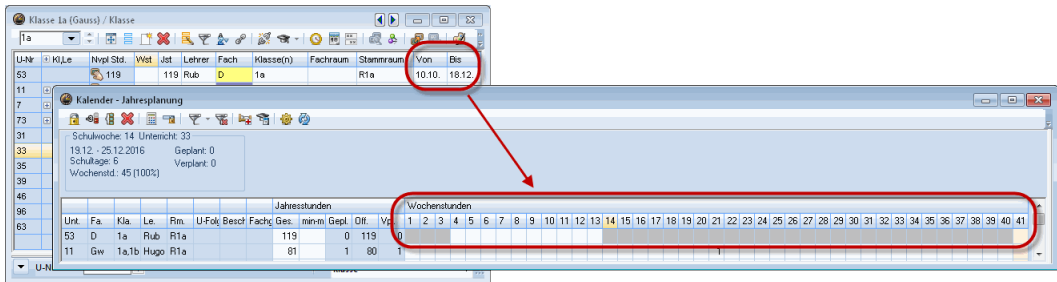 Klasse 1a (Gauss) / Klasse
1a
U-Nr Kl,Le Nvpl Std. Wst Jst Lehrer Fach Klasse(n) Fachraum Stammraum Von Bis
53 119 119 Rub D 1a R1a 10.10. 18.12.
11
7
73
31
33
35
39
46
96
63
Kalender - Jahresplanung
Schulwoche: 14 Unterricht: 33
19.12. - 25.12.2016 Geplant: 0
Schultage: 6 Verplant: 0
Wochenstd.: 45 (100%)
Jahresstunden Wochenstunden
Unt. Fa. Kla. Le. Rm. U-Folg Besch Fachg Ges. min-m Gepl. Off. Vp. 1 2 3 4 5 6 7 8 9 10 11 12 13 14 15 16 17 18 19 20 21 22 23 24 25 26 27 28 29 30 31 32 33 34 35 36 37 38 39 40 41
53 D 1a Rub R1a 119 0 119 0
11 Gw 1a,1b Hugo R1a 81 1 80 1 1